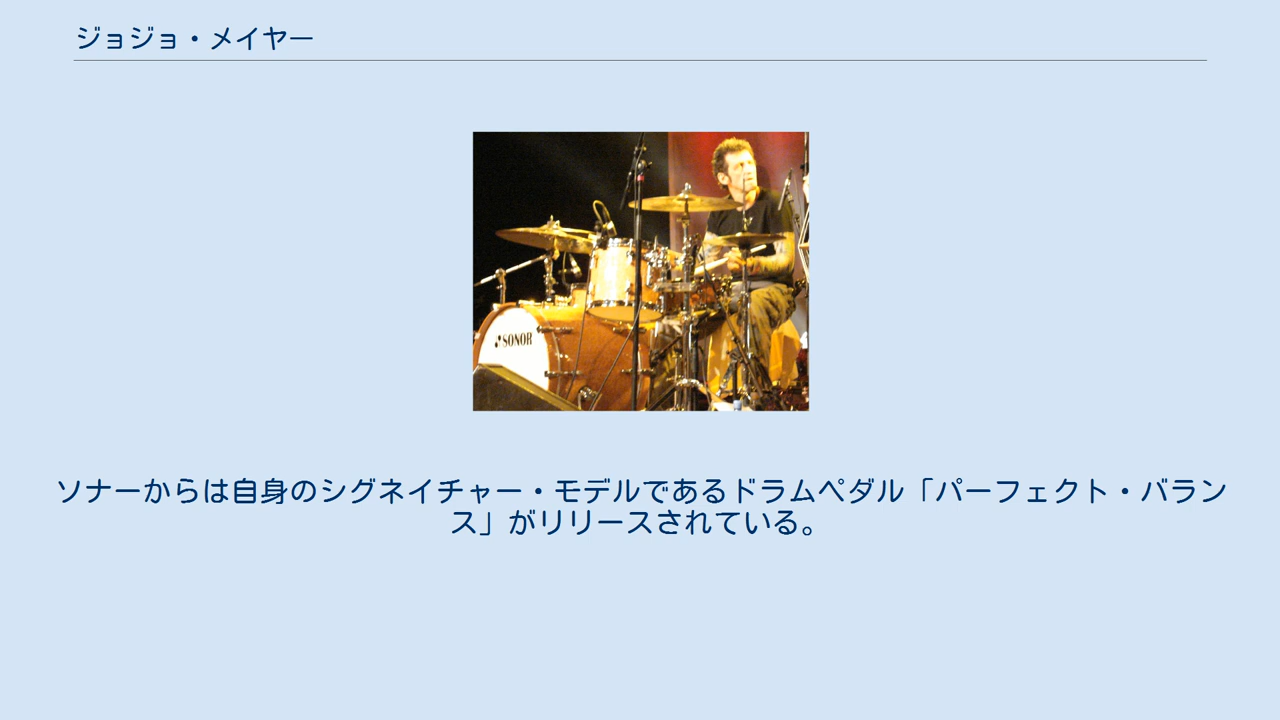 ジョジョ・メイヤー
SONOR
ソナーからは自身のシグネイチャー・モデルであるドラムペダル「パーフェクト・バラン
ス」がリリースされている。